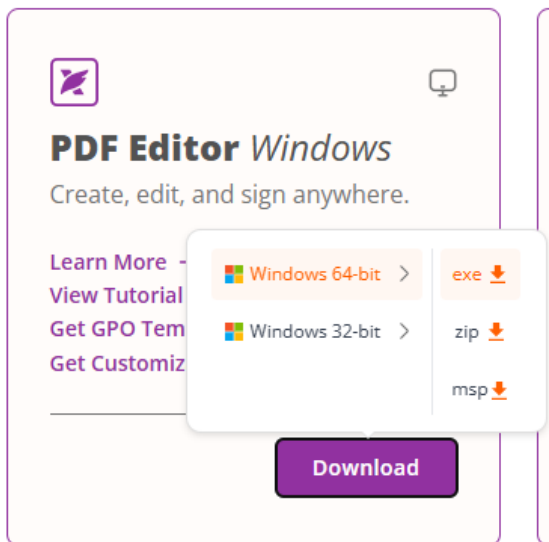 PDF Editor Windows
Create, edit, and sign anywhere.
Learn More
View Tutorial
Get GPO Tem
Get Customiz
Windows 64-bit
exe
Windows 32-bit
zip
msp
Download